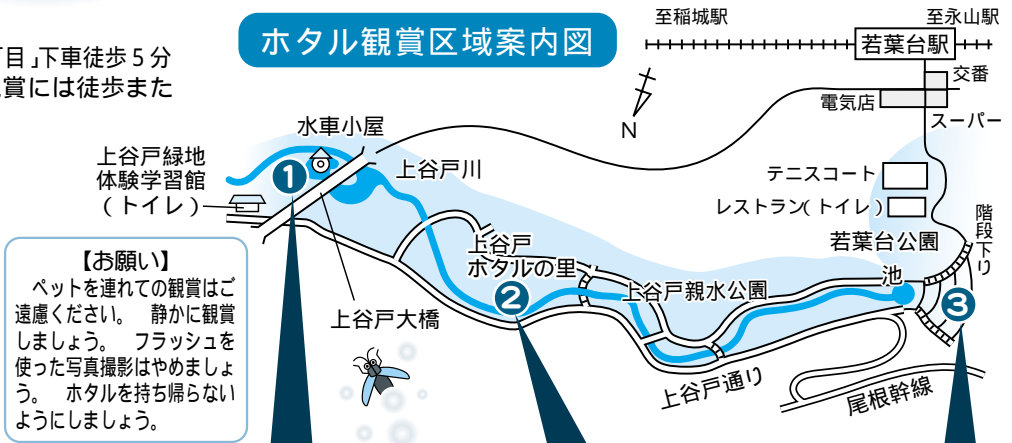 ホタル観賞区域案内図
丁目」下車徒歩5分
賞には徒歩また
至稲城駅
至永山駅
若葉台駅
交番
電気店
スーパー
N
水車小屋
上谷戸緑地
体験学習館
(トイレ)
1
上谷戸川
テニスコート
レストラン(トイレ)
階段下り
若葉台公園
池
上谷戸
ホタルの里
2
上谷戸親水公園
3
上谷戸大橋
上谷戸通り
尾根幹線
【お願い】
ペットを連れての観賞はご
遠慮ください。 静かに観賞
しましょう。 フラッシュを
使った写真撮影はやめましょ
う。 ホタルを持ち帰らない
ようにしましょう。